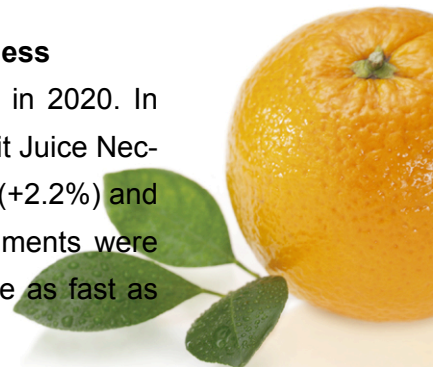 ess
in 2020. In
it Juice Nec-
(+2.2%) and
ments were
e as fast as